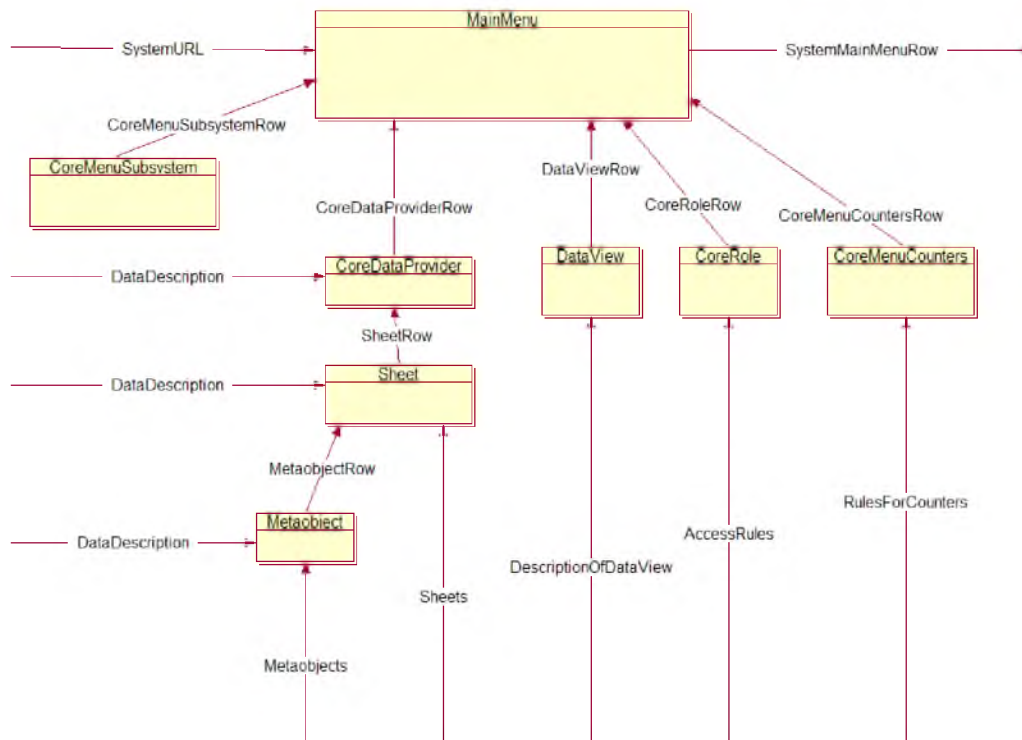 MainMenu
SystemURL
SystemMainMenuRow
CoreMenuSubsystemRow
CoreMenuSubsystem
DataViewRow
CoreDataProviderRow
CoreRoleRow
CoreMenuCountersRow
CoreDataProvider
DataView
CoreRole
CoreMenuCounters
DataDescription
SheetRow
Sheet
DataDescription
MetaobjectRow
RulesForCounters
Metaobject
AccessRules
DataDescription
DescriptionOfDataView
Sheets
Metaobjects